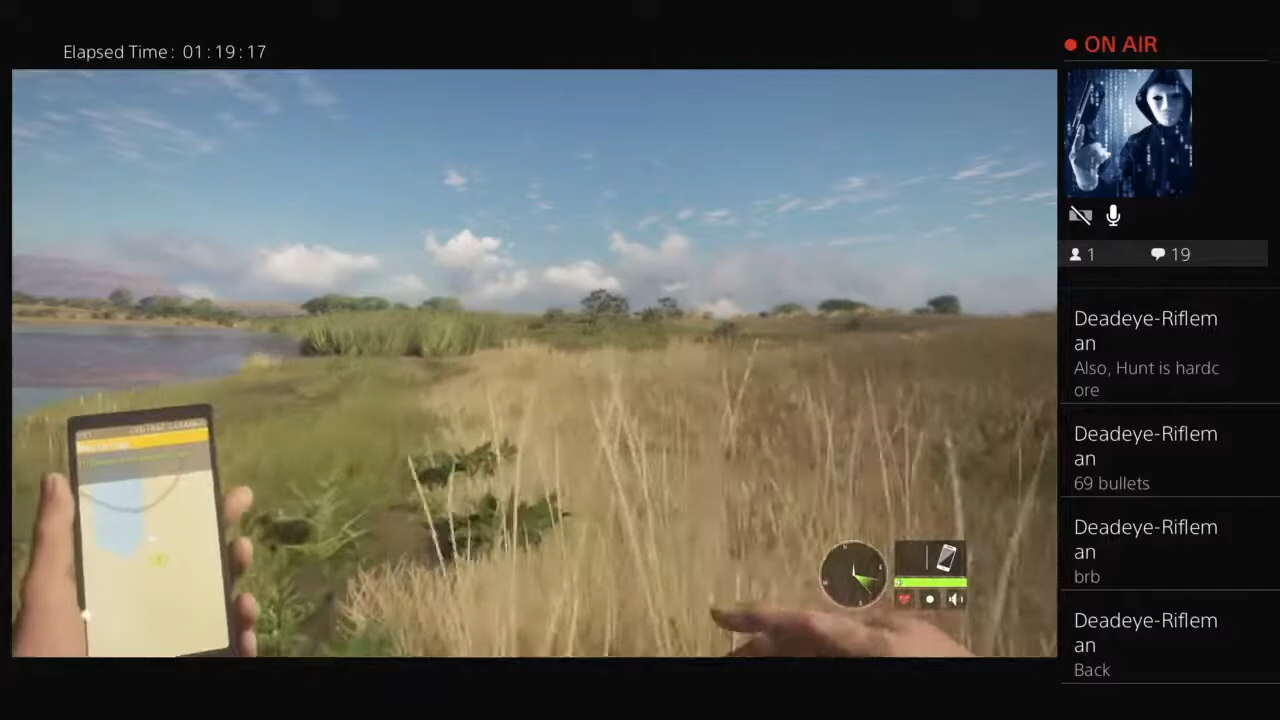 Elapsed Time: 01:19:17
ON AIR
1
19
Deadeye-Riflem
an
Also, Hunt is hardc
ore
Deadeye-Riflem
an
69 bullets
Deadeye-Riflem
an
brb
Deadeye-Riflem
an
Back